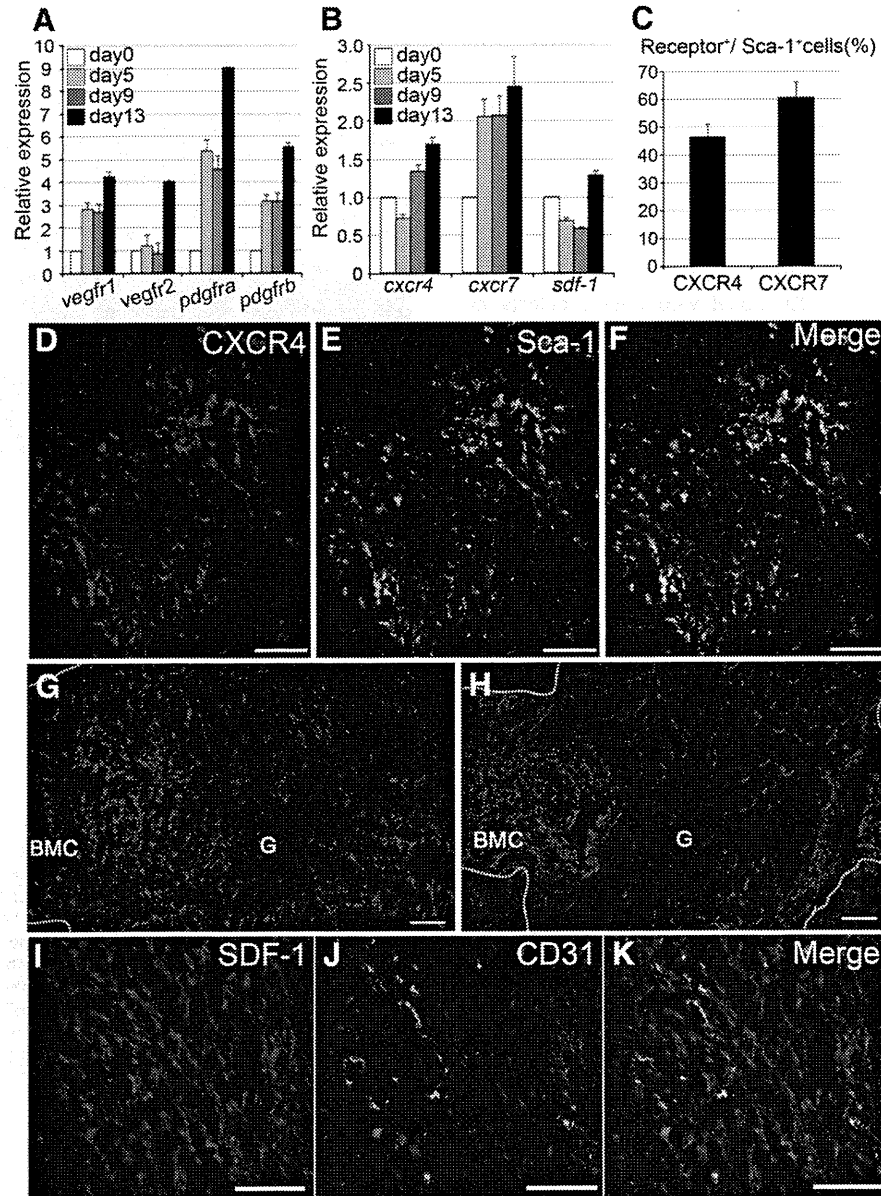 A
Relative expression
10
9
8
7
6
5
4
3
2
1
0
day0
day5
day9
day13
vegfr1
vegfr2
pdgfra
pdgfrb
B
Relative expression
3.0
2.5
2.0
1.5
1.0
0.5
0
day0
day5
day9
day13
cxcr4
cxcr7
sdf-1
C
Receptor⁺/ Sca-1⁺cells(%)
70
60
50
40
30
20
10
0
CXCR4
CXCR7
D
CXCR4
E
Sca-1
F
Merge
G
BMC
G
H
BMC
G
I
SDF-1
J
CD31
K
Merge